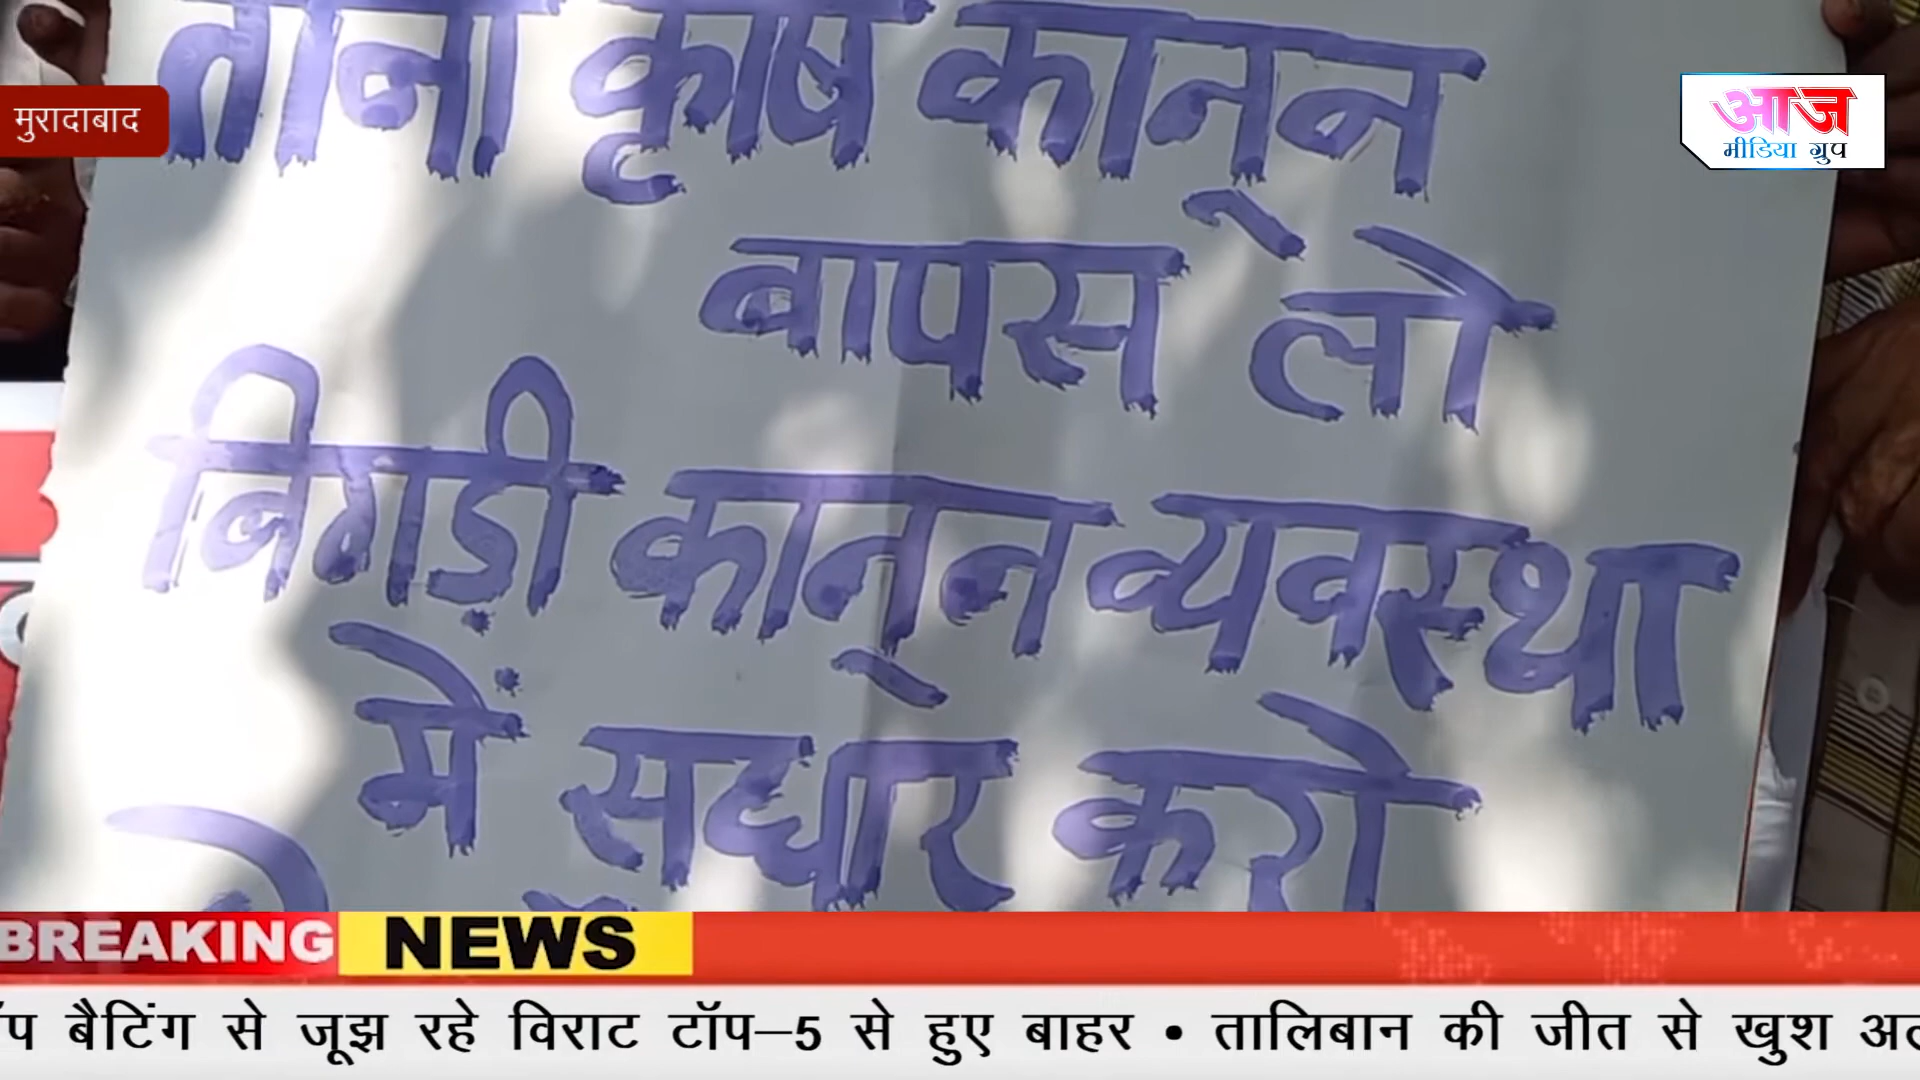 मुरादाबाद
आज
मीडिया ग्रुप
कानून
बापस लो
बिगड़ी कानून व्यवस्था
में सुधार करो
BREAKING NEWS
बैटिंग से जूझ रहे विराट टॉप–5 से हुए बाहर • तालिबान की जीत से खुश